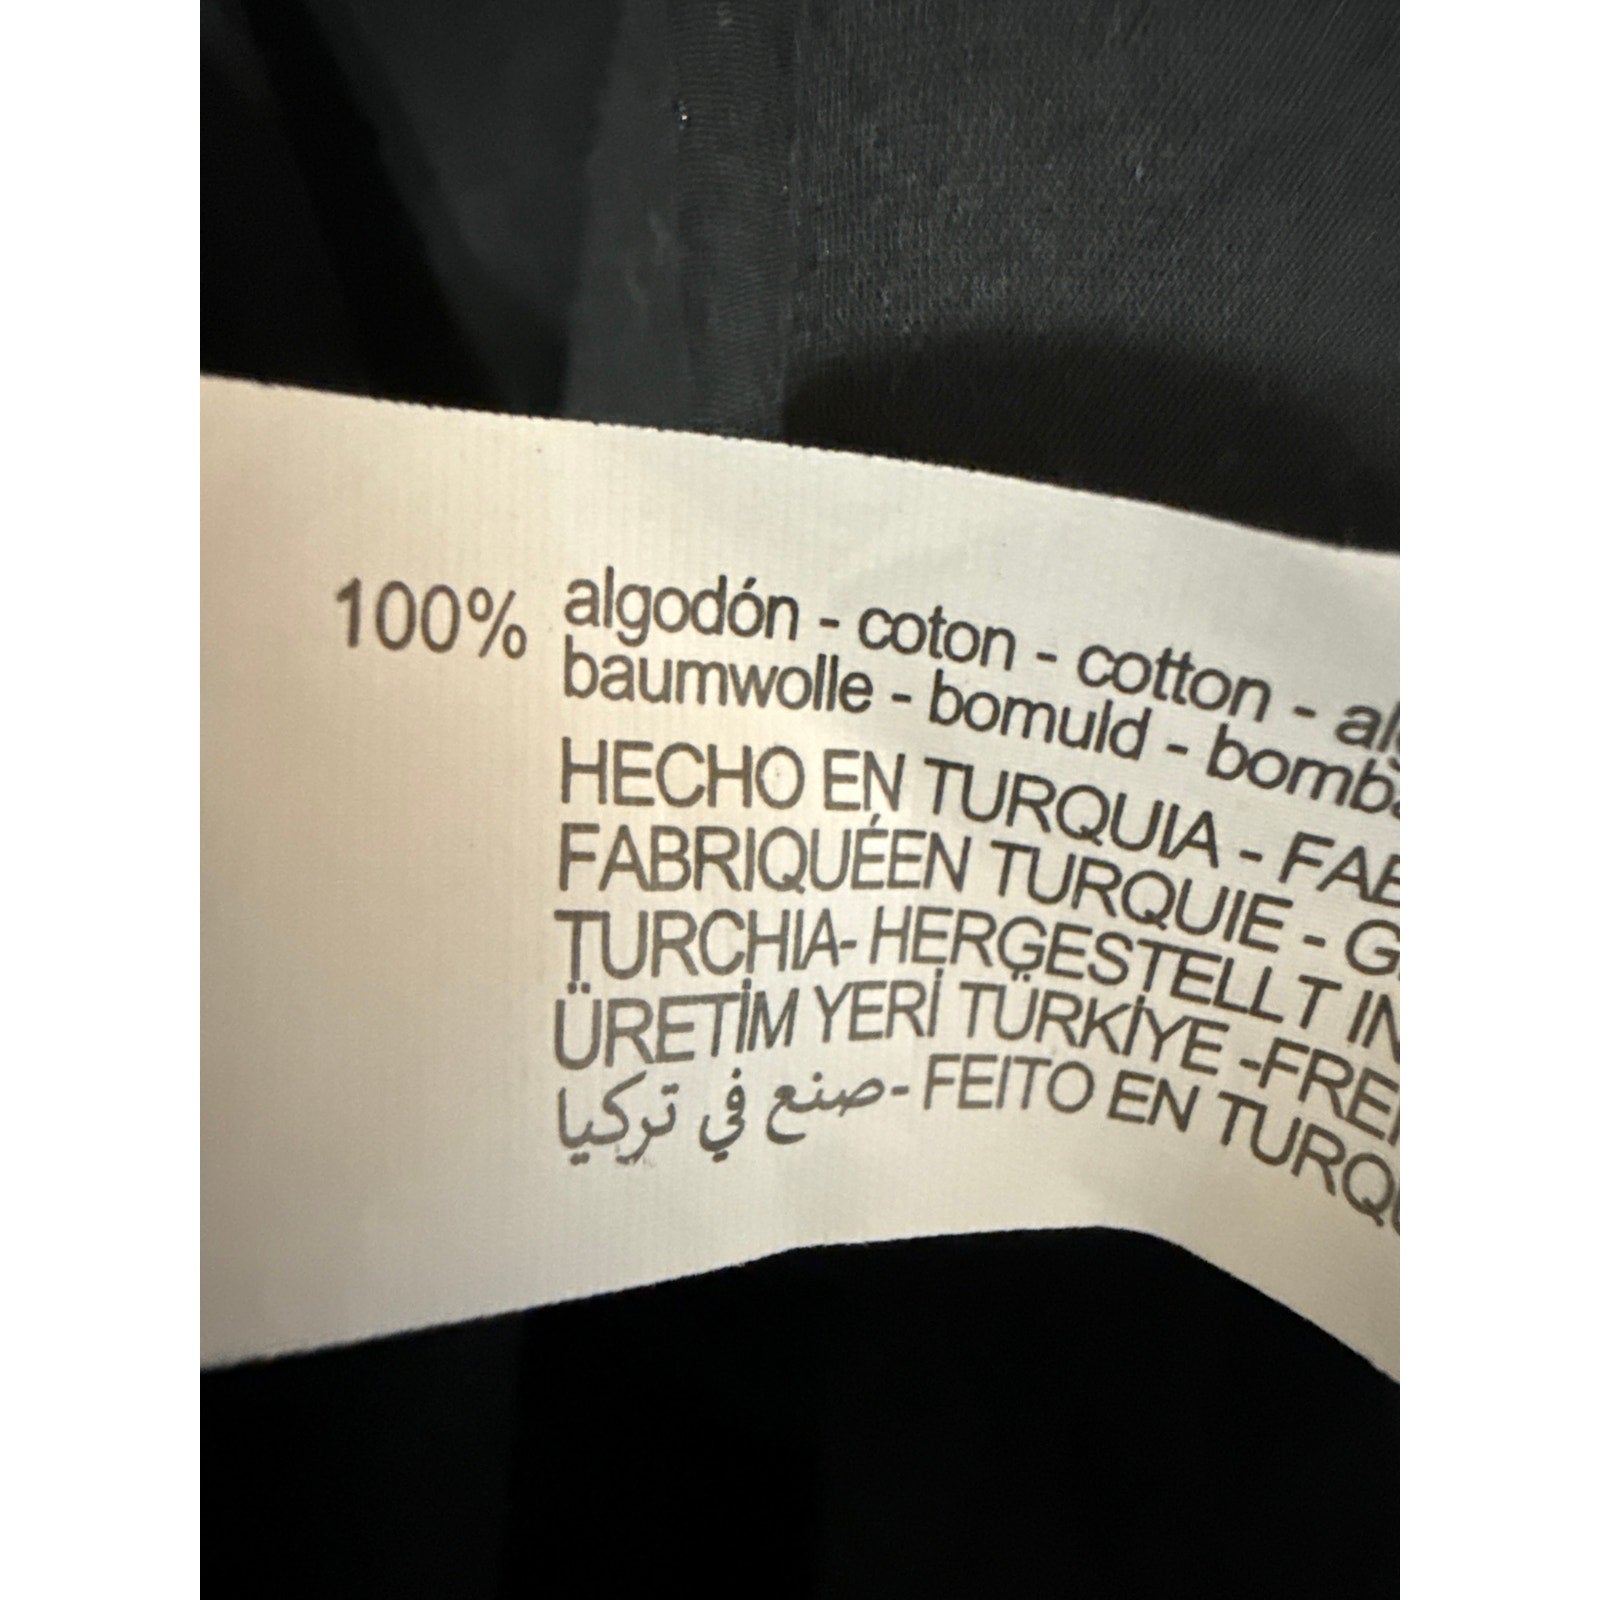 100% algodón - coton - cotton -
baumwolle - bomuld -
HECHO EN TURQUIA -
FABRIQUÉEN TURQUIE -
TURCHIA- HERGESTELLT IN
ÜRETİM YERİ TÜRKİYE -
صنع في تركيا - FEITO EN